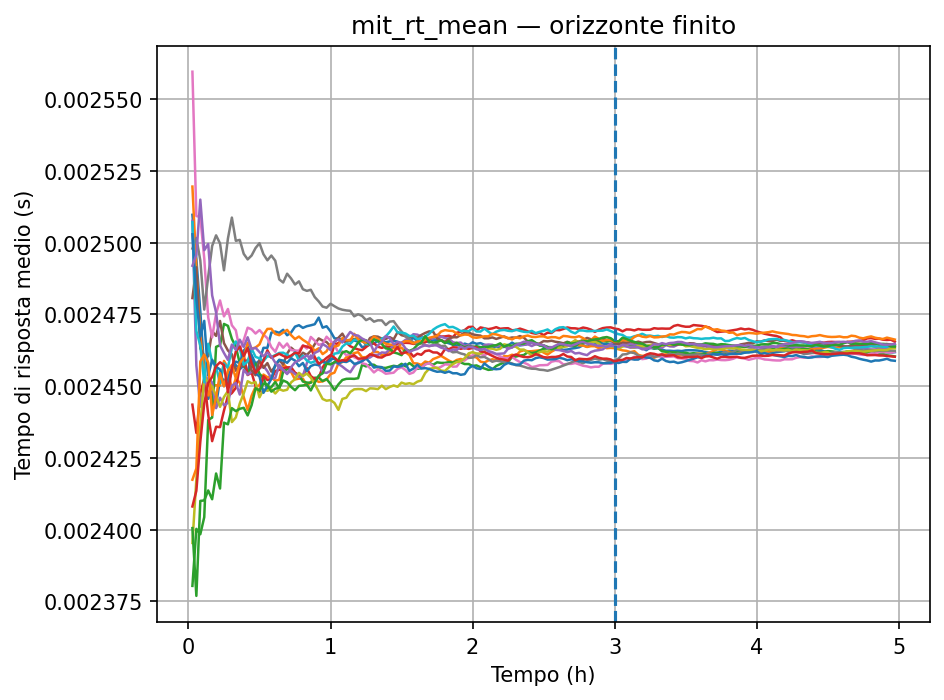 mit_rt_mean — orizzonte finito
Tempo di risposta medio (s)
0.002550
0.002525
0.002500
0.002475
0.002450
0.002425
0.002400
0.002375
0 1 2 3 4 5
Tempo (h)